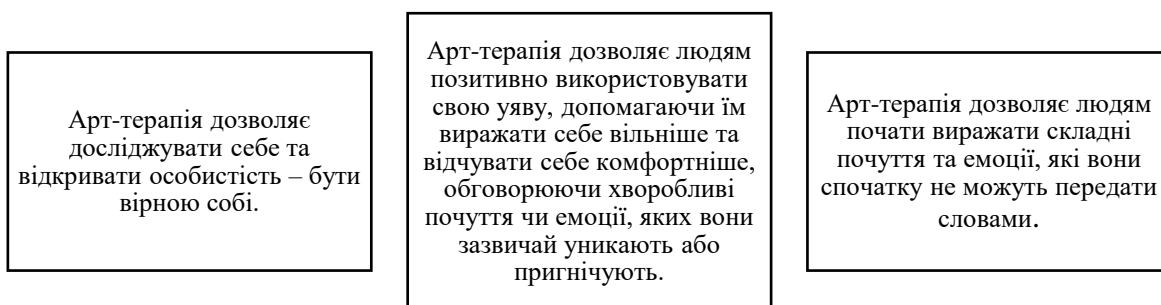 Арт-терапія дозволяє
досліджувати себе та
відкривати особистість – бути
вірною собі.
Арт-терапія дозволяє людям
позитивно використовувати
свою уяву, допомагаючи їм
виражати себе вільніше та
відчувати себе комфортніше,
обговорюючи хворобливі
почуття чи емоції, яких вони
зазвичай уникають або
пригнічують.
Арт-терапія дозволяє людям
почати виражати складні
почуття та емоції, які вони
спочатку не можуть передати
словами.